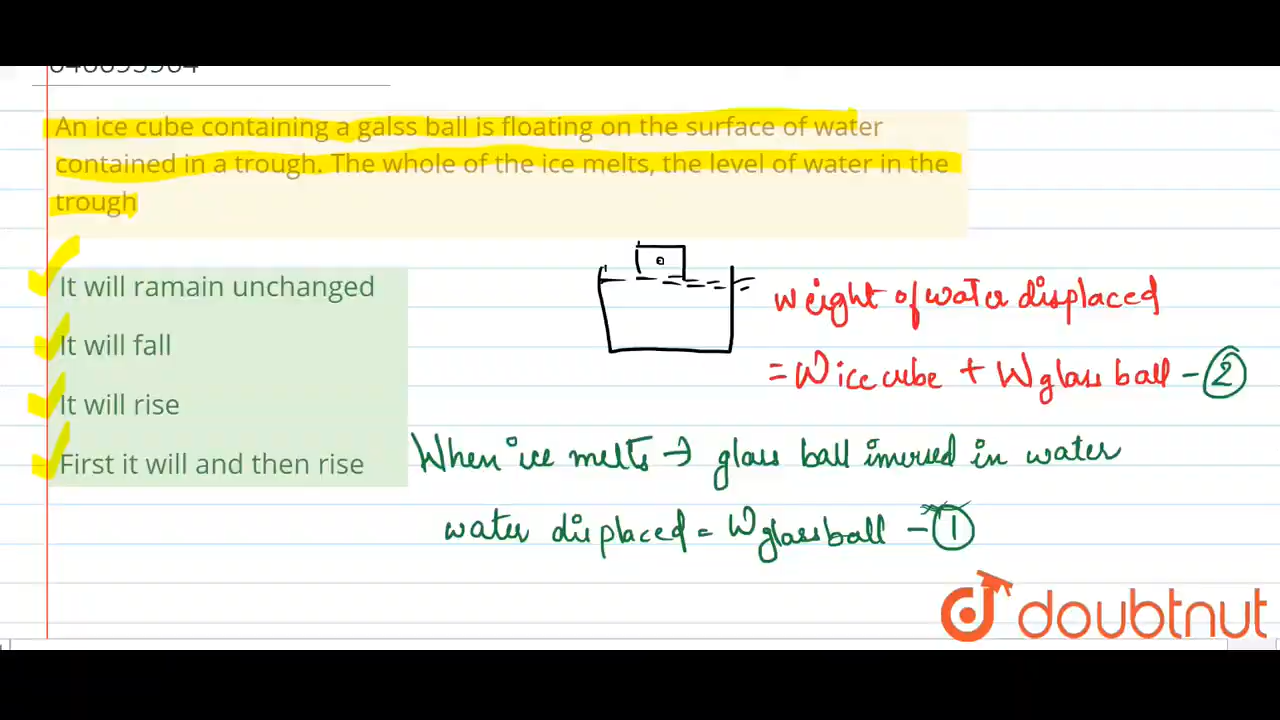 An ice cube containing a galss ball is floating on the surface of water
contained in a trough. The whole of the ice melts, the level of water in the
trough
It will ramain unchanged
It will fall
It will rise
First it will and then rise
weight of water displaced
= W ice cube + W glass ball - 2
When ice melts → glass ball imersed in water
water displaced = W glass ball - 1
doubtnut